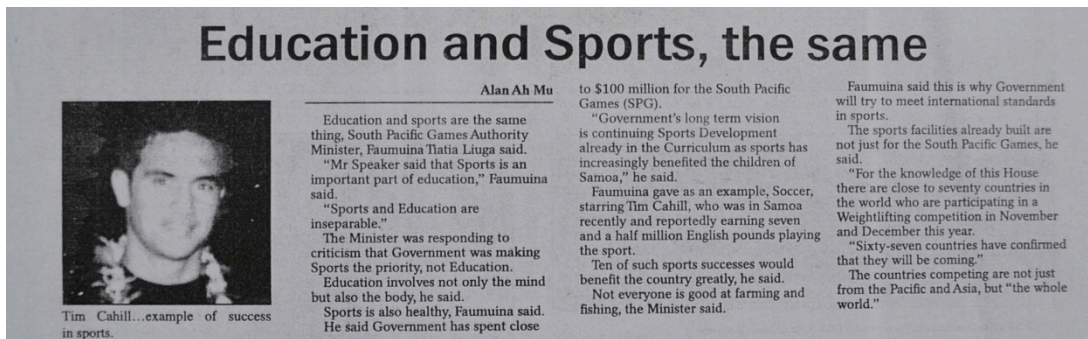 Education and Sports, the same
Tim Cahill...example of success
in sports.
Alan Ah Mu
Education and sports are the same
thing, South Pacific Games Authority
Minister, Faumuina Tiatia Liuga said.
"Mr Speaker said that Sports is an
important part of education," Faumuina
said.
"Sports and Education are
inseparable."
The Minister was responding to
criticism that Government was making
Sports the priority, not Education.
Education involves not only the mind
but also the body, he said.
Sports is also healthy, Faumuina said.
He said Government has spent close
to $100 million for the South Pacific
Games (SPG).
"Government's long term vision
is continuing Sports Development
already in the Curriculum as sports has
increasingly benefited the children of
Samoa," he said.
Faumuina gave as an example, Soccer,
starring Tim Cahill, who was in Samoa
recently and reportedly earning seven
and a half million English pounds playing
the sport.
Ten of such sports successes would
benefit the country greatly, he said.
Not everyone is good at farming and
fishing, the Minister said.
Faumuina said this is why Government
will try to meet international standards
in sports.
The sports facilities already built are
not just for the South Pacific Games, he
said.
"For the knowledge of this House
there are close to seventy countries in
the world who are participating in a
Weightlifting competition in November
and December this year.
"Sixty-seven countries have confirmed
that they will be coming."
The countries competing are not just
from the Pacific and Asia, but "the whole
world."